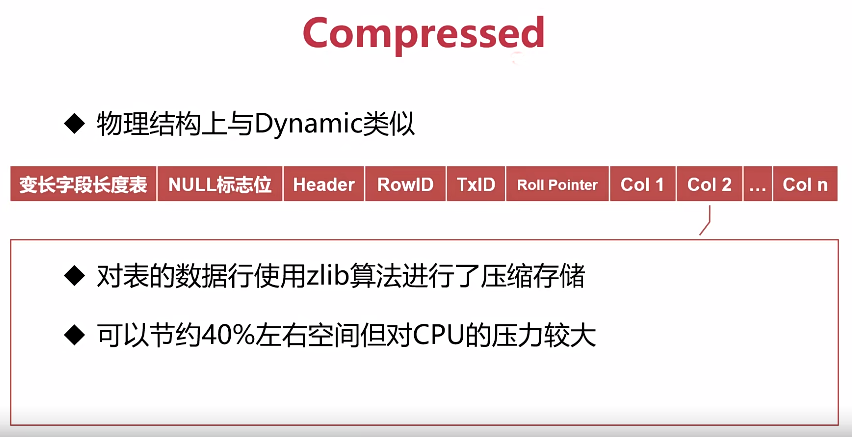 Compressed
◆ 物理结构上与Dynamic类似
变长字段长度表 NULL标志位 Header RowID TxID Roll Pointer Col 1 Col 2 ... Col n
◆ 对表的数据行使用zlib算法进行了压缩存储
◆ 可以节约40%左右空间但对CPU的压力较大